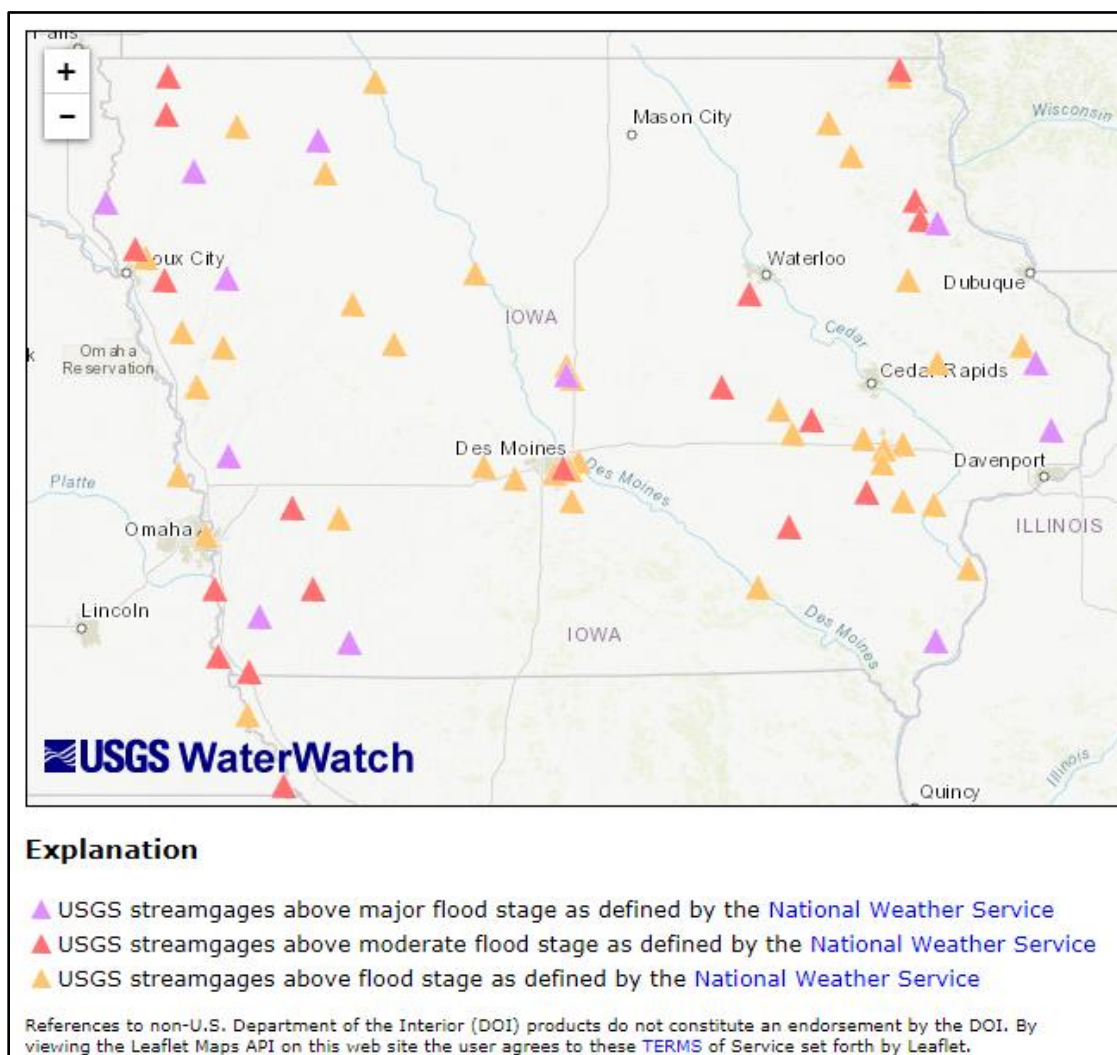 Falls
+
−
Mason City
Wisconsin
oux City
Waterloo
Dubuque
IOWA
Omaha
Reservation
k
Cedar
Cedar Rapids
Des Moines
Des Moines
Davenport
Platte
Omaha
ILLINOIS
Lincoln
IOWA
Des Moines
USGS WaterWatch
Quincy
Illinois
Explanation
USGS streamgages above major flood stage as defined by the National Weather Service
USGS streamgages above moderate flood stage as defined by the National Weather Service
USGS streamgages above flood stage as defined by the National Weather Service
References to non-U.S. Department of the Interior (DOI) products do not constitute an endorsement by the DOI. By
viewing the Leaflet Maps API on this web site the user agrees to these TERMS of Service set forth by Leaflet.